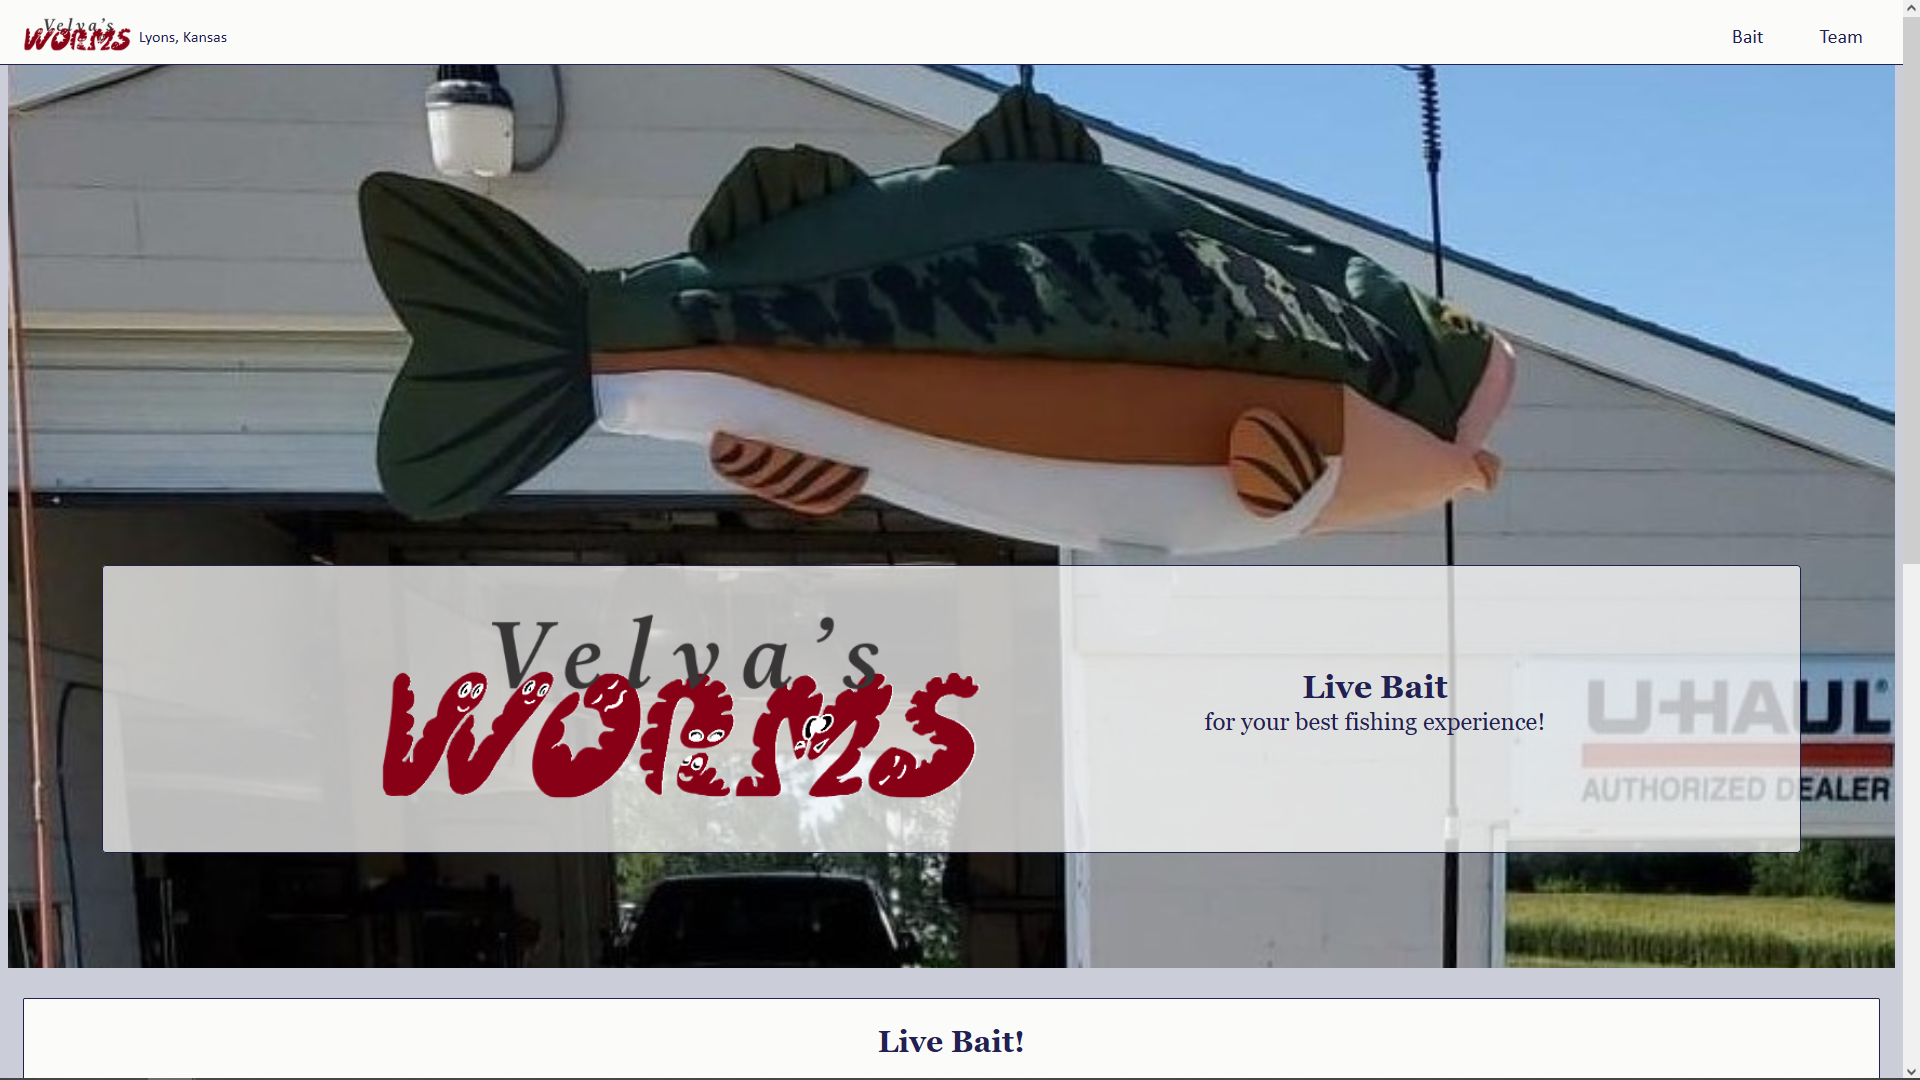 Velva's
WORMS
Lyons, Kansas
Bait
Team
Velva's
WORMS
Live Bait
for your best fishing experience!
U-HAUL®
AUTHORIZED DEALER
Live Bait!